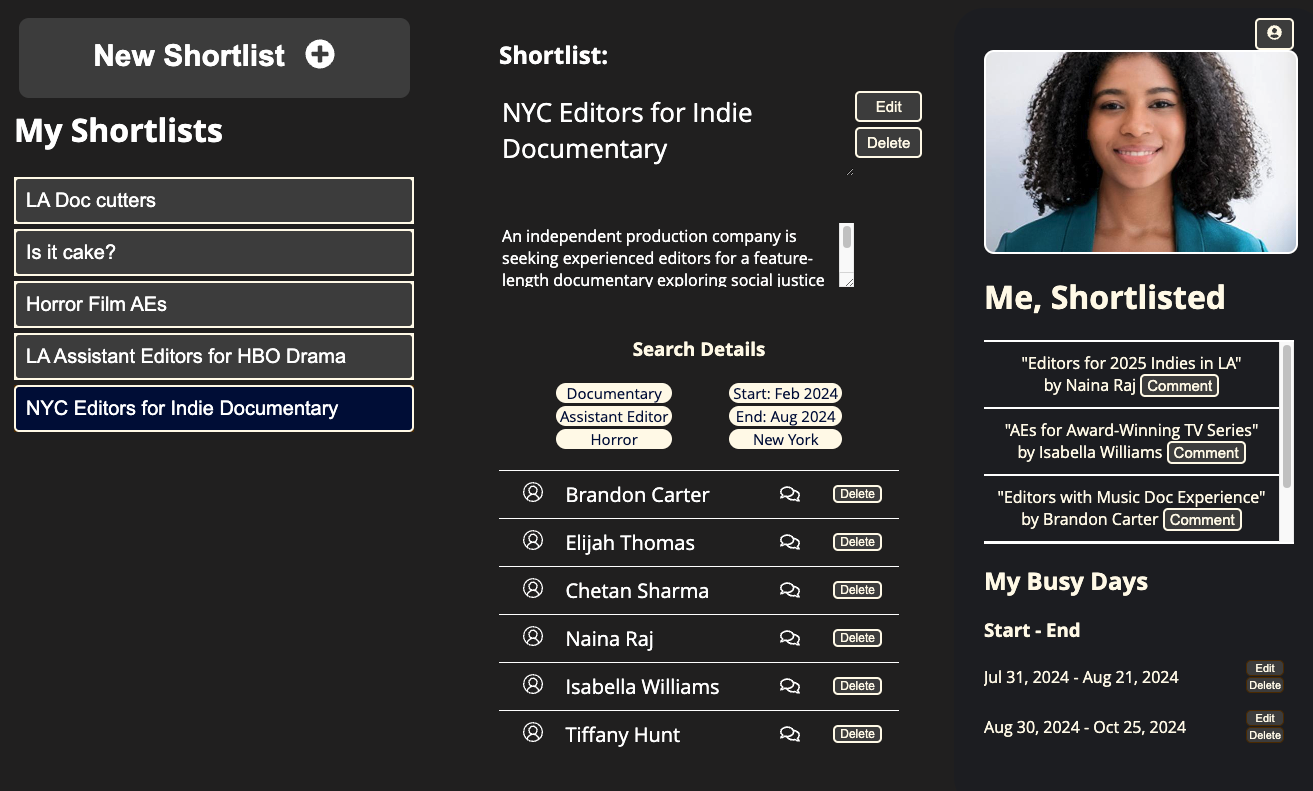 New Shortlist
My Shortlists
LA Doc cutters
Is it cake?
Horror Film AEs
LA Assistant Editors for HBO Drama
NYC Editors for Indie Documentary
Shortlist:
NYC Editors for Indie
Documentary
Edit
Delete
An independent production company is
seeking experienced editors for a feature-
length documentary exploring social justice
Search Details
Documentary
Start: Feb 2024
Assistant Editor
End: Aug 2024
Horror
New York
Brandon Carter Delete
Elijah Thomas Delete
Chetan Sharma Delete
Naina Raj Delete
Isabella Williams Delete
Tiffany Hunt Delete
Me, Shortlisted
"Editors for 2025 Indies in LA"
by Naina Raj Comment
"AEs for Award-Winning TV Series"
by Isabella Williams Comment
"Editors with Music Doc Experience"
by Brandon Carter Comment
My Busy Days
Start - End
Jul 31, 2024 - Aug 21, 2024
Edit
Delete
Aug 30, 2024 - Oct 25, 2024
Edit
Delete